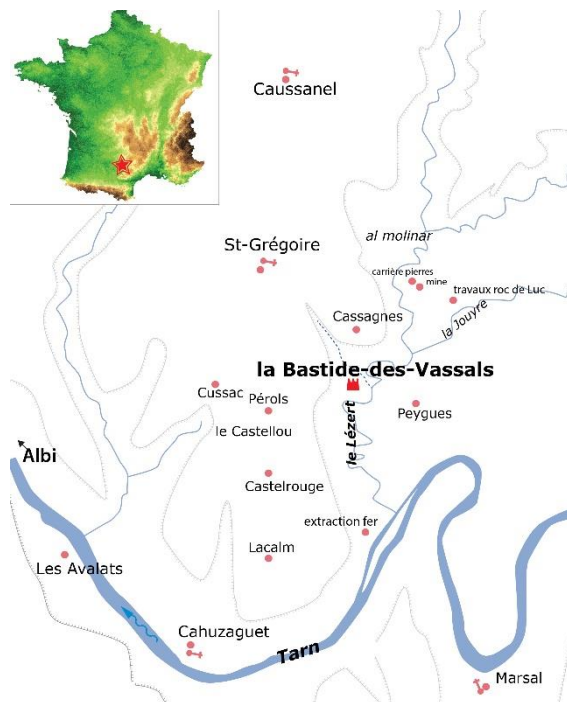 Caussanel
al molinar
St-Grégoire
carrière pierres
mine
travaux roc de Luc
Cassagnes
la Jouyre
la Bastide-des-Vassals
Cussac
Pérols
Peygues
le Castellou
le Lézert
Albi
Castelrouge
extraction fer
Lacalm
Les Avalats
Cahuzaguet
Tarn
Marsal